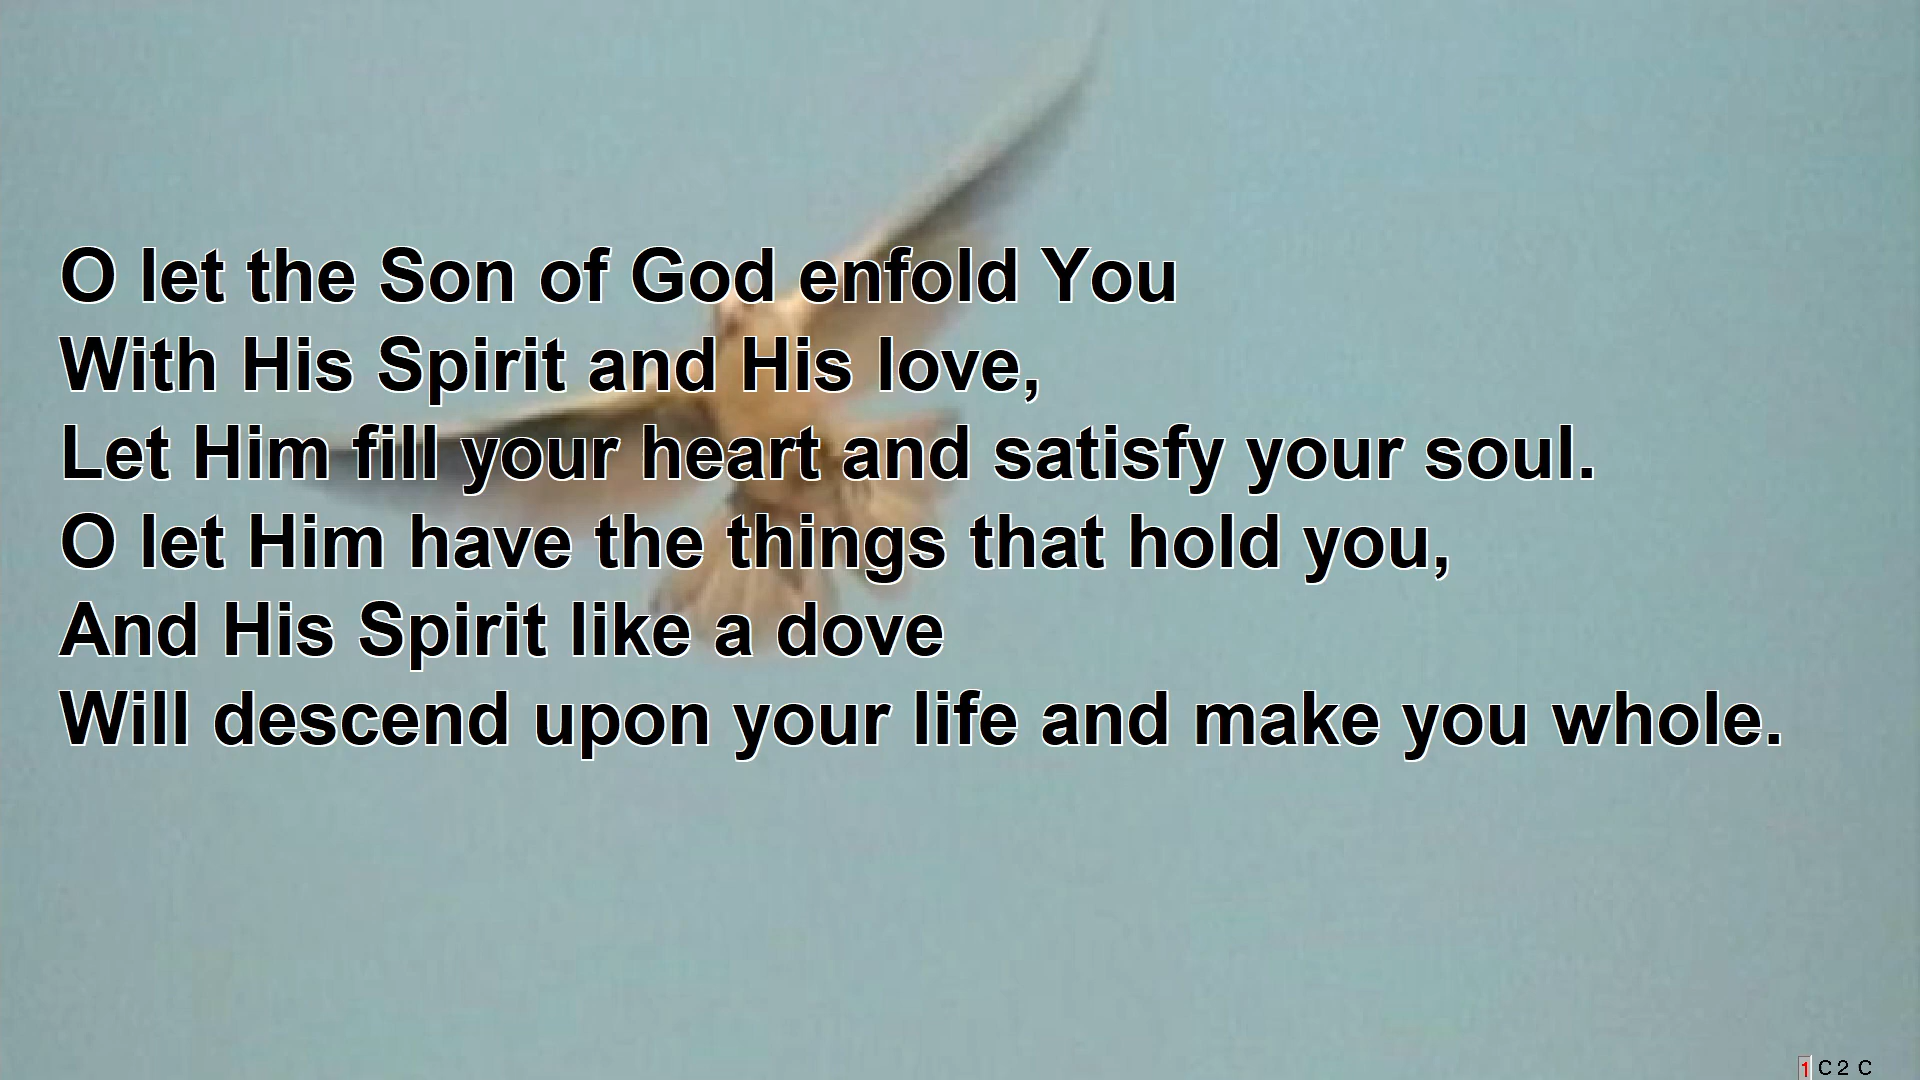 O let the Son of God enfold You
With His Spirit and His love,
Let Him fill your heart and satisfy your soul.
O let Him have the things that hold you,
And His Spirit like a dove
Will descend upon your life and make you whole.
1 C 2 C